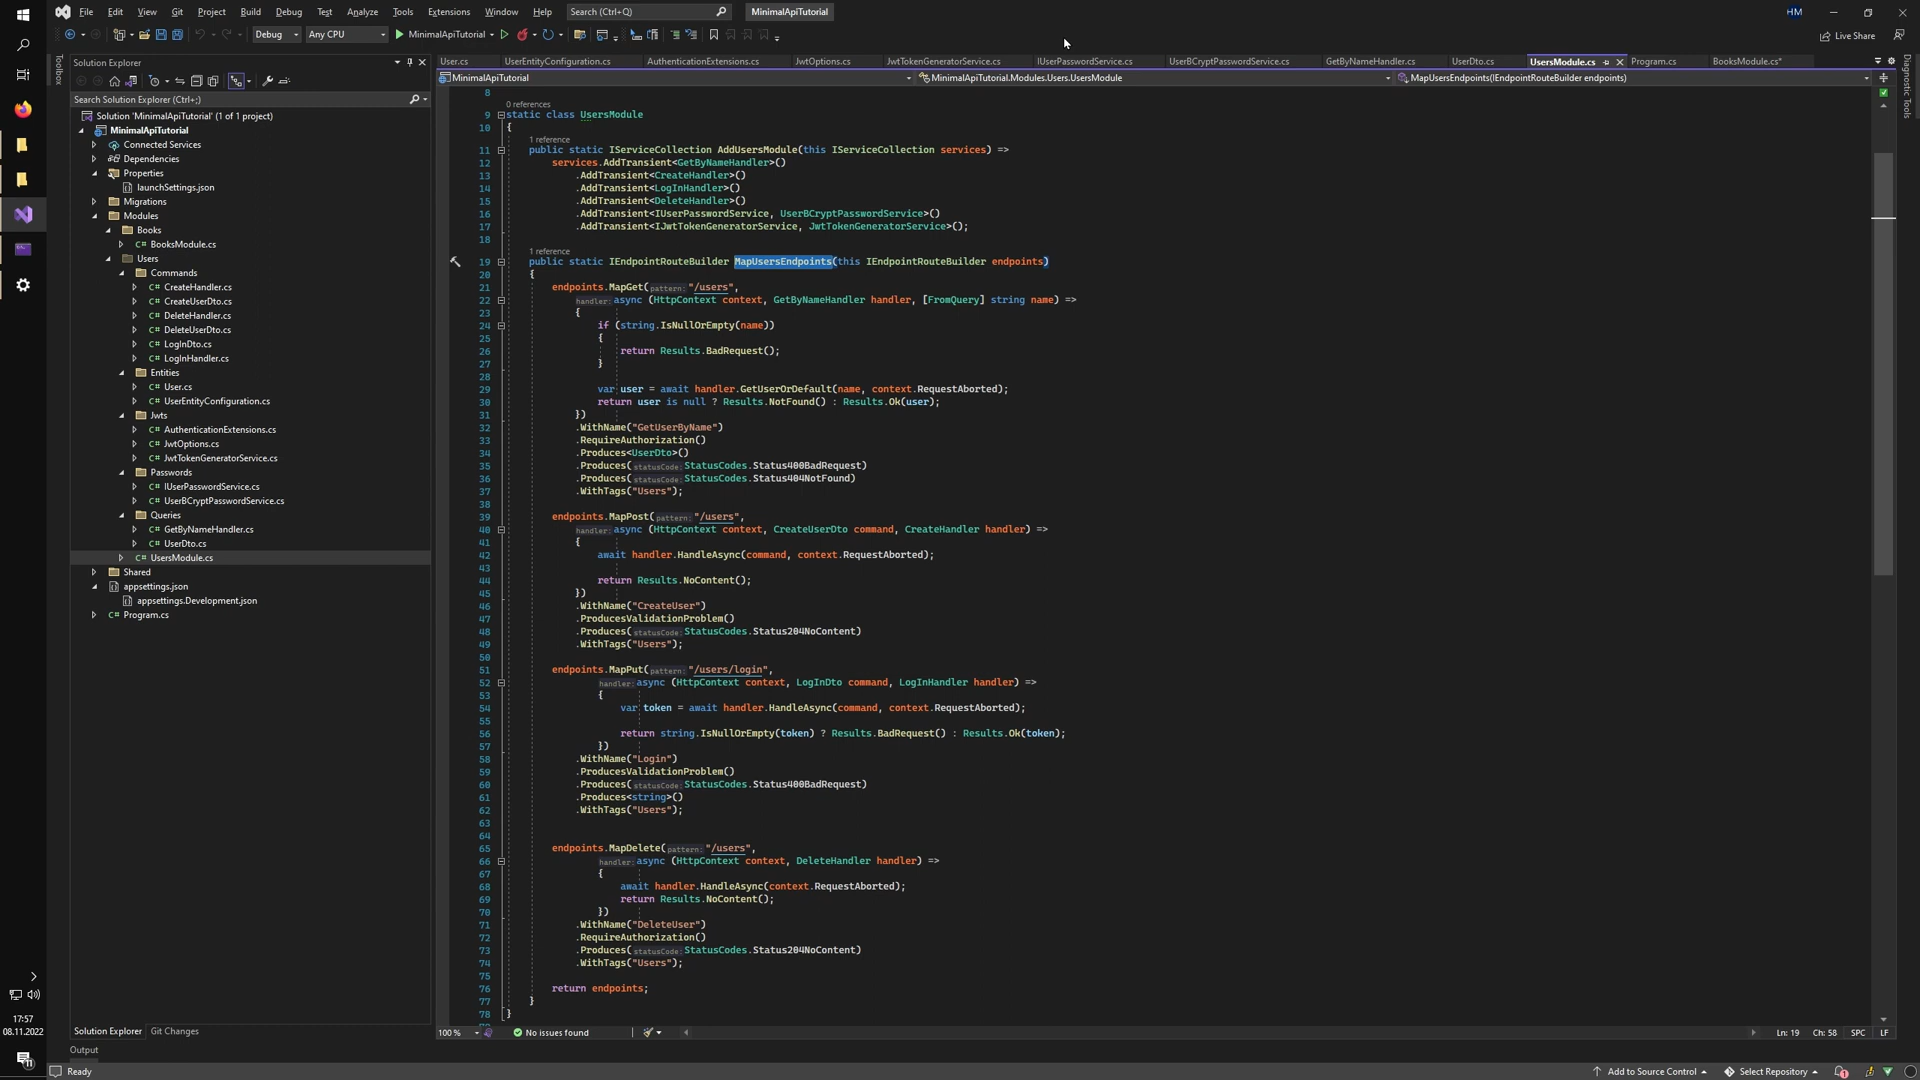 File Edit View Git Project Build Debug Test Analyze Tools Extensions Window Help Search (Ctrl+Q) MinimalApiTutorial HM
Debug Any CPU MinimalApiTutorial Live Share
Toolbox
Solution Explorer
Search Solution Explorer (Ctrl+;)
Solution 'MinimalApiTutorial' (1 of 1 project)
MinimalApiTutorial
Connected Services
Dependencies
Properties
launchSettings.json
Migrations
Modules
Books
BooksModule.cs
Users
Commands
CreateHandler.cs
CreateUserDto.cs
DeleteHandler.cs
DeleteUserDto.cs
LogInDto.cs
LogInHandler.cs
Entities
User.cs
UserEntityConfiguration.cs
Jwts
AuthenticationExtensions.cs
JwtOptions.cs
JwtTokenGeneratorService.cs
Passwords
IUserPasswordService.cs
UserBCryptPasswordService.cs
Queries
GetByNameHandler.cs
UserDto.cs
UsersModule.cs
Shared
appsettings.json
appsettings.Development.json
Program.cs
Solution Explorer Git Changes
User.cs UserEntityConfiguration.cs AuthenticationExtensions.cs JwtOptions.cs JwtTokenGeneratorService.cs IUserPasswordService.cs UserBCryptPasswordService.cs GetByNameHandler.cs UserDto.cs UsersModule.cs Program.cs BooksModule.cs*
MinimalApiTutorial MinimalApiTutorial.Modules.Users.UsersModule MapUsersEndpoints(IEndpointRouteBuilder endpoints)
Diagnostic Tools
8
0 references
9 static class UsersModule
10 {
1 reference
11 public static IServiceCollection AddUsersModule(this IServiceCollection services) =>
12 services.AddTransient<GetByNameHandler>()
13 .AddTransient<CreateHandler>()
14 .AddTransient<LogInHandler>()
15 .AddTransient<DeleteHandler>()
16 .AddTransient<IUserPasswordService, UserBCryptPasswordService>()
17 .AddTransient<IJwtTokenGeneratorService, JwtTokenGeneratorService>();
18
1 reference
19 public static IEndpointRouteBuilder MapUsersEndpoints(this IEndpointRouteBuilder endpoints)
20 {
21 endpoints.MapGet(pattern: "/users",
22 handler: async (HttpContext context, GetByNameHandler handler, [FromQuery] string name) =>
23 {
24 if (string.IsNullOrEmpty(name))
25 {
26 return Results.BadRequest();
27 }
28
29 var user = await handler.GetUserOrDefault(name, context.RequestAborted);
30 return user is null ? Results.NotFound() : Results.Ok(user);
31 })
32 .WithName("GetUserByName")
33 .RequireAuthorization()
34 .Produces<UserDto>()
35 .Produces(statusCode: StatusCodes.Status400BadRequest)
36 .Produces(statusCode: StatusCodes.Status404NotFound)
37 .WithTags("Users");
38
39 endpoints.MapPost(pattern: "/users",
40 handler: async (HttpContext context, CreateUserDto command, CreateHandler handler) =>
41 {
42 await handler.HandleAsync(command, context.RequestAborted);
43
44 return Results.NoContent();
45 })
46 .WithName("CreateUser")
47 .ProducesValidationProblem()
48 .Produces(statusCode: StatusCodes.Status204NoContent)
49 .WithTags("Users");
50
51 endpoints.MapPut(pattern: "/users/login",
52 handler: async (HttpContext context, LogInDto command, LogInHandler handler) =>
53 {
54 var token = await handler.HandleAsync(command, context.RequestAborted);
55
56 return string.IsNullOrEmpty(token) ? Results.BadRequest() : Results.Ok(token);
57 })
58 .WithName("Login")
59 .ProducesValidationProblem()
60 .Produces(statusCode: StatusCodes.Status400BadRequest)
61 .Produces<string>()
62 .WithTags("Users");
63
64
65 endpoints.MapDelete(pattern: "/users",
66 handler: async (HttpContext context, DeleteHandler handler) =>
67 {
68 await handler.HandleAsync(context.RequestAborted);
69 return Results.NoContent();
70 })
71 .WithName("DeleteUser")
72 .RequireAuthorization()
73 .Produces(statusCode: StatusCodes.Status204NoContent)
74 .WithTags("Users");
75
76 return endpoints;
77 }
78 }
100 % No issues found Ln: 19 Ch: 58 SPC LF
Output
Ready Add to Source Control Select Repository
17:57
08.11.2022